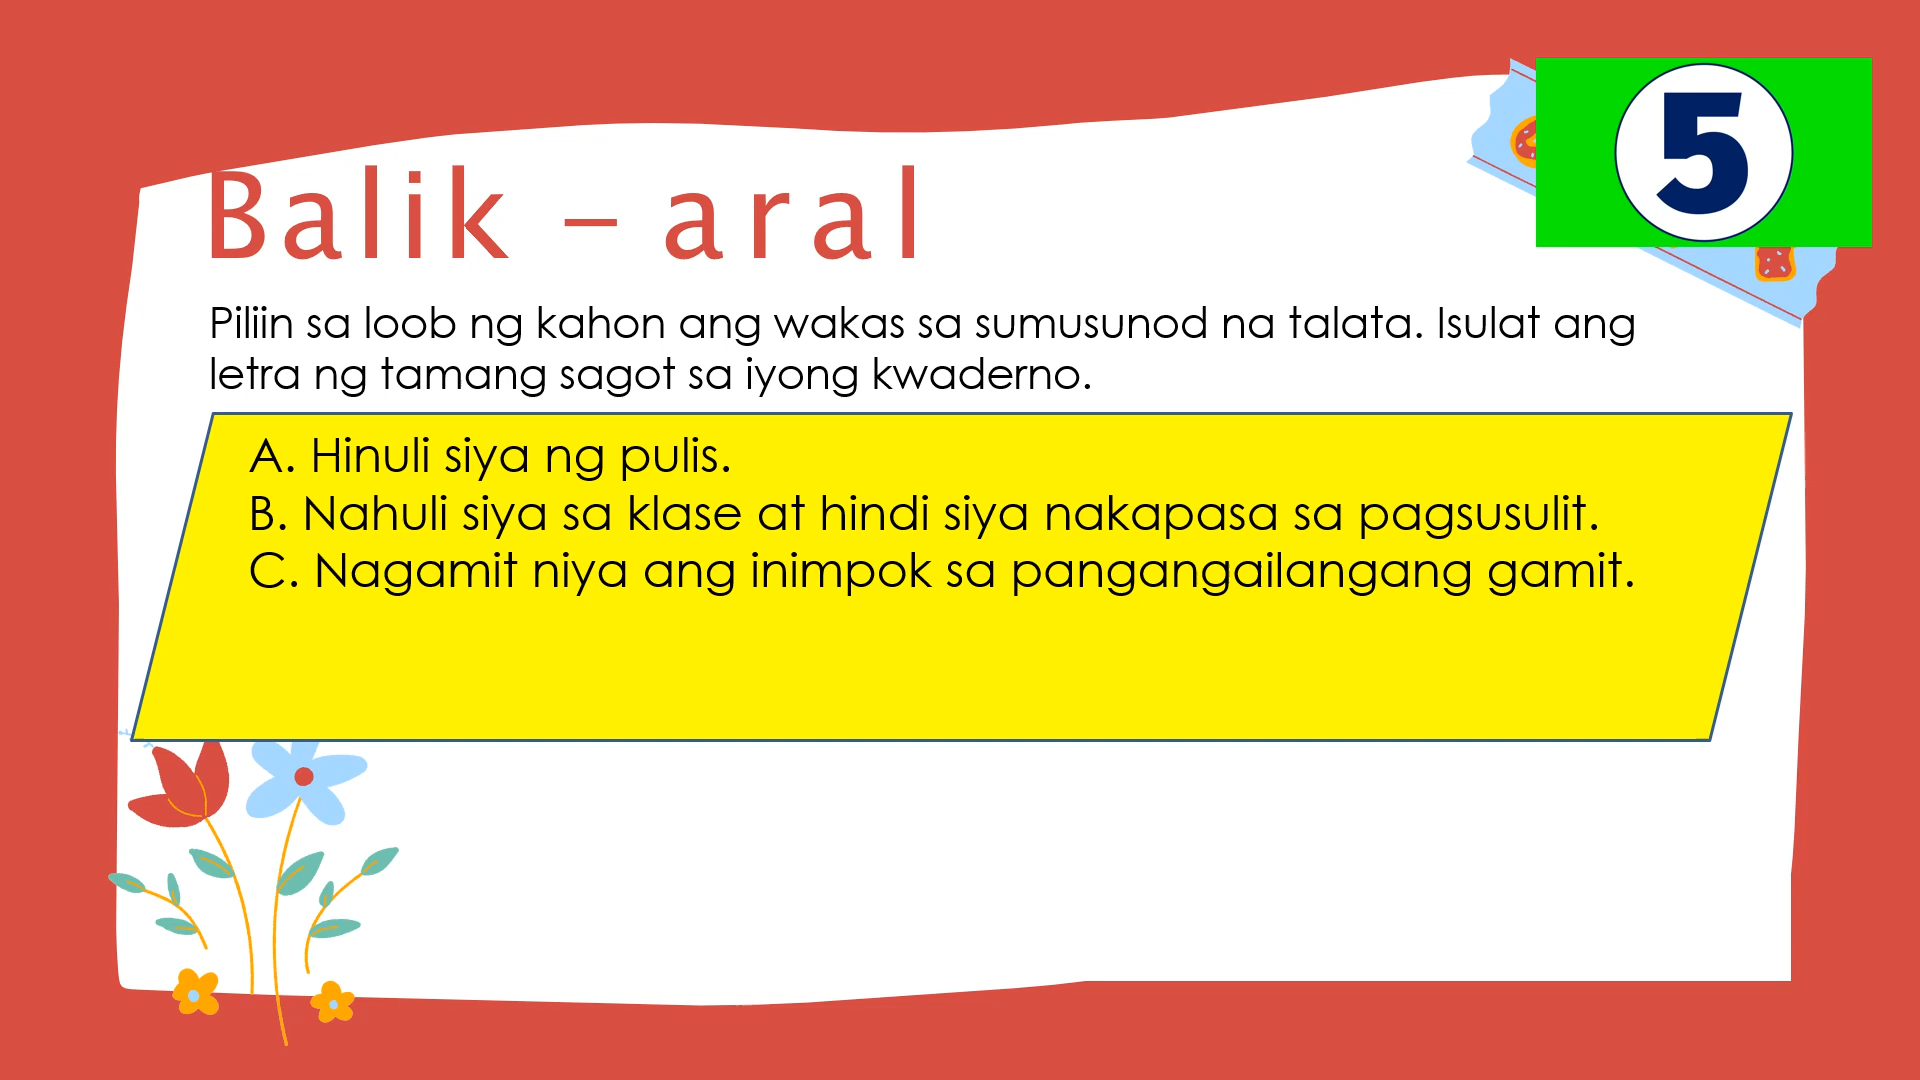 5
Balik – aral
Piliin sa loob ng kahon ang wakas sa sumusunod na talata. Isulat ang
letra ng tamang sagot sa iyong kwaderno.
A. Hinuli siya ng pulis.
B. Nahuli siya sa klase at hindi siya nakapasa sa pagsusulit.
C. Nagamit niya ang inimpok sa pangangailangang gamit.